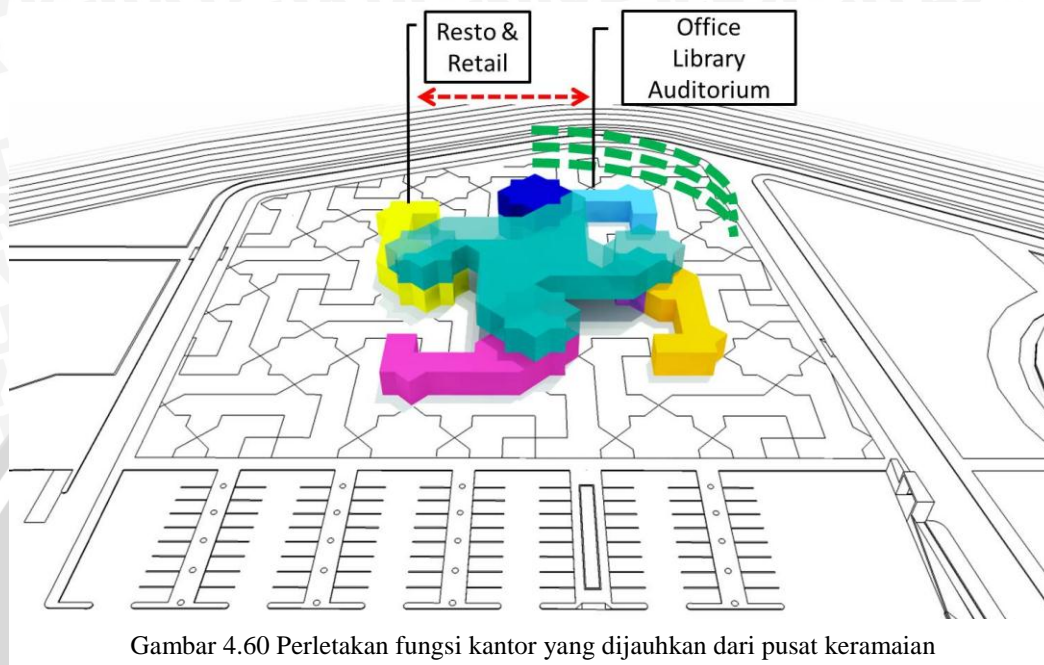 Resto &
Retail
Office
Library
Auditorium
Gambar 4.60 Perletakan fungsi kantor yang dijauhkan dari pusat keramaian